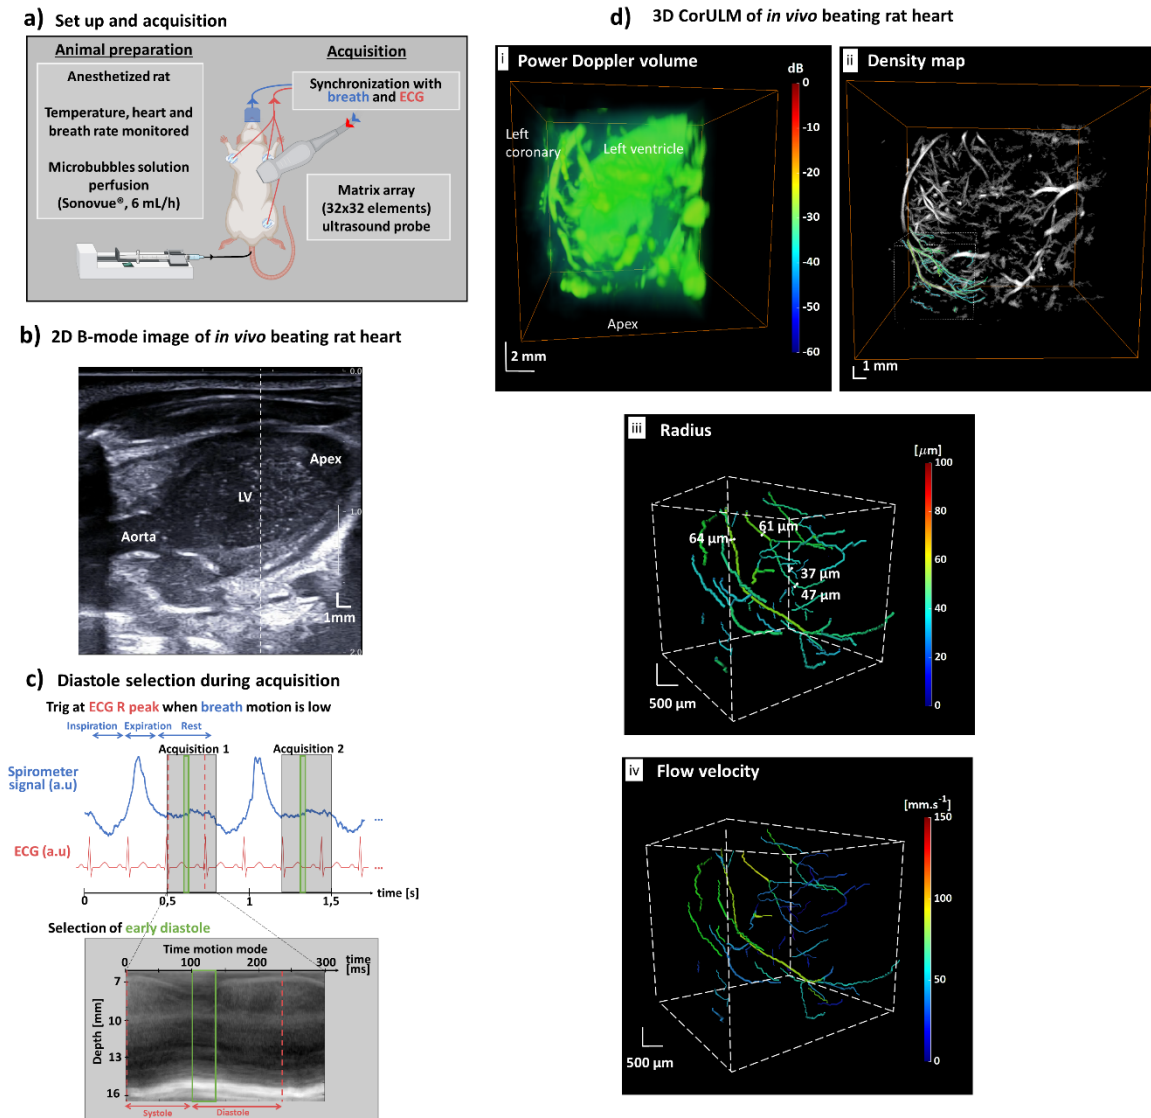 a) Set up and acquisition
Animal preparation
Anesthetized rat
Temperature, heart and
breath rate monitored
Microbubbles solution
perfusion
(Sonovue®, 6 mL/h)
Acquisition
Synchronization with
breath and ECG
Matrix array
(32x32 elements)
ultrasound probe
b) 2D B-mode image of in vivo beating rat heart
0.0
Apex
LV
1.0
Aorta
1mm
2.0
c) Diastole selection during acquisition
Trig at ECG R peak when breath motion is low
Inspiration Expiration Rest
Acquisition 1 Acquisition 2
Spirometer
signal (a.u)
...
ECG (a.u)
...
0,5 1 1,5 time [s]
Selection of early diastole
Time motion mode
time
[ms]
0 100 200 300
Depth [mm]
7
10
13
16
Systole Diastole
d) 3D CorULM of in vivo beating rat heart
i Power Doppler volume
dB
0
-10
-20
-30
-40
-50
-60
Left
coronary
Left ventricle
Apex
2 mm
ii Density map
1 mm
iii Radius
[µm]
100
80
60
40
20
0
61 µm
64 µm
37 µm
47 µm
500 µm
iv Flow velocity
[mm.s-1]
150
100
50
0
500 µm